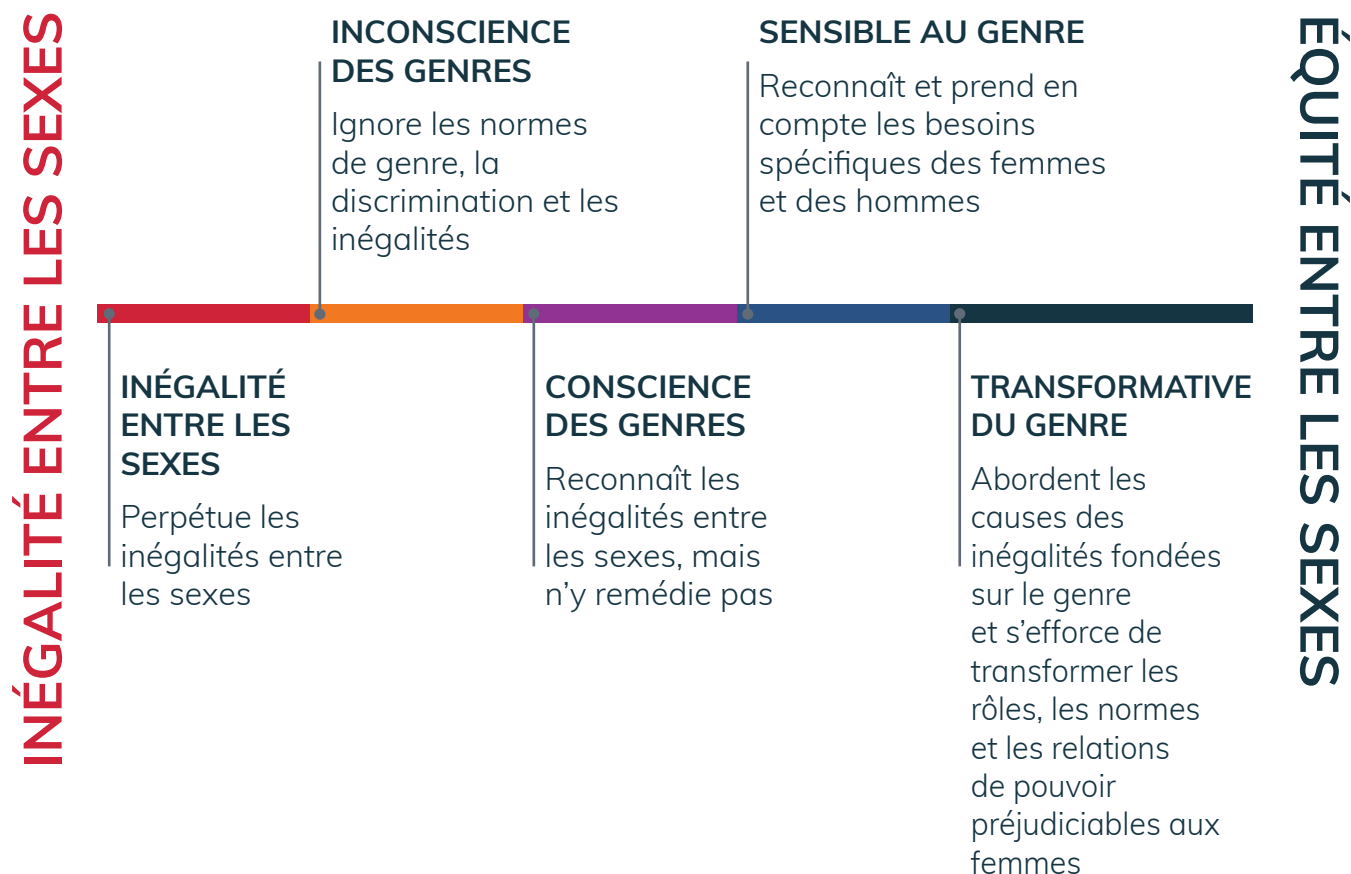 INÉGALITÉ ENTRE LES SEXES
INCONSCIENCE
DES GENRES
Ignore les normes
de genre, la
discrimination et les
inégalités
SENSIBLE AU GENRE
Reconnaît et prend en
compte les besoins
spécifiques des femmes
et des hommes
INÉGALITÉ
ENTRE LES
SEXES
Perpétue les
inégalités entre
les sexes
CONSCIENCE
DES GENRES
Reconnaît les
inégalités entre
les sexes, mais
n’y remédie pas
TRANSFORMATIVE
DU GENRE
Abordent les
causes des
inégalités fondées
sur le genre
et s’efforce de
transformer les
rôles, les normes
et les relations
de pouvoir
préjudiciables aux
femmes
ÉQUITÉ ENTRE LES SEXES